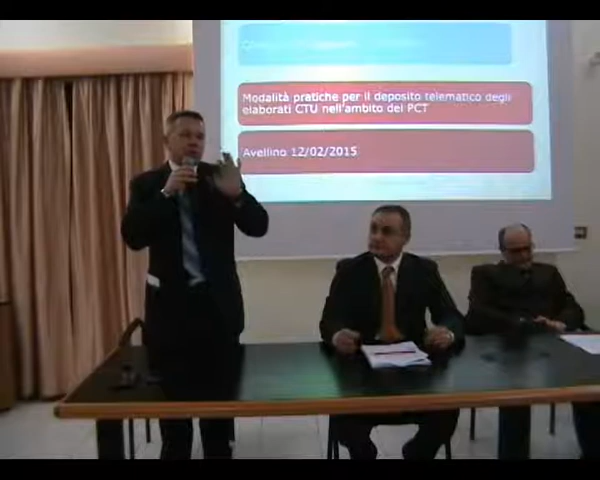 Modalità pratiche per il deposito telematico degli
elaborati CTU nell'ambito del PCT
Avellino 12/02/2015